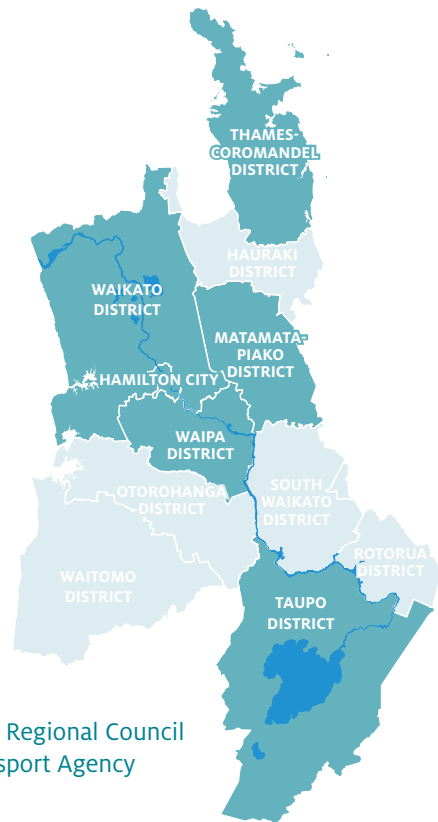 THAMES-
COROMANDEL
DISTRICT
HAURAKI
DISTRICT
WAIKATO
DISTRICT
MATAMATA-
PIAKO
DISTRICT
HAMILTON CITY
WAIPA
DISTRICT
OTOROHANGA
DISTRICT
SOUTH
WAIKATO
DISTRICT
ROTORUA
DISTRICT
WAITOMO
DISTRICT
TAUPO
DISTRICT
Regional Council
sport Agency